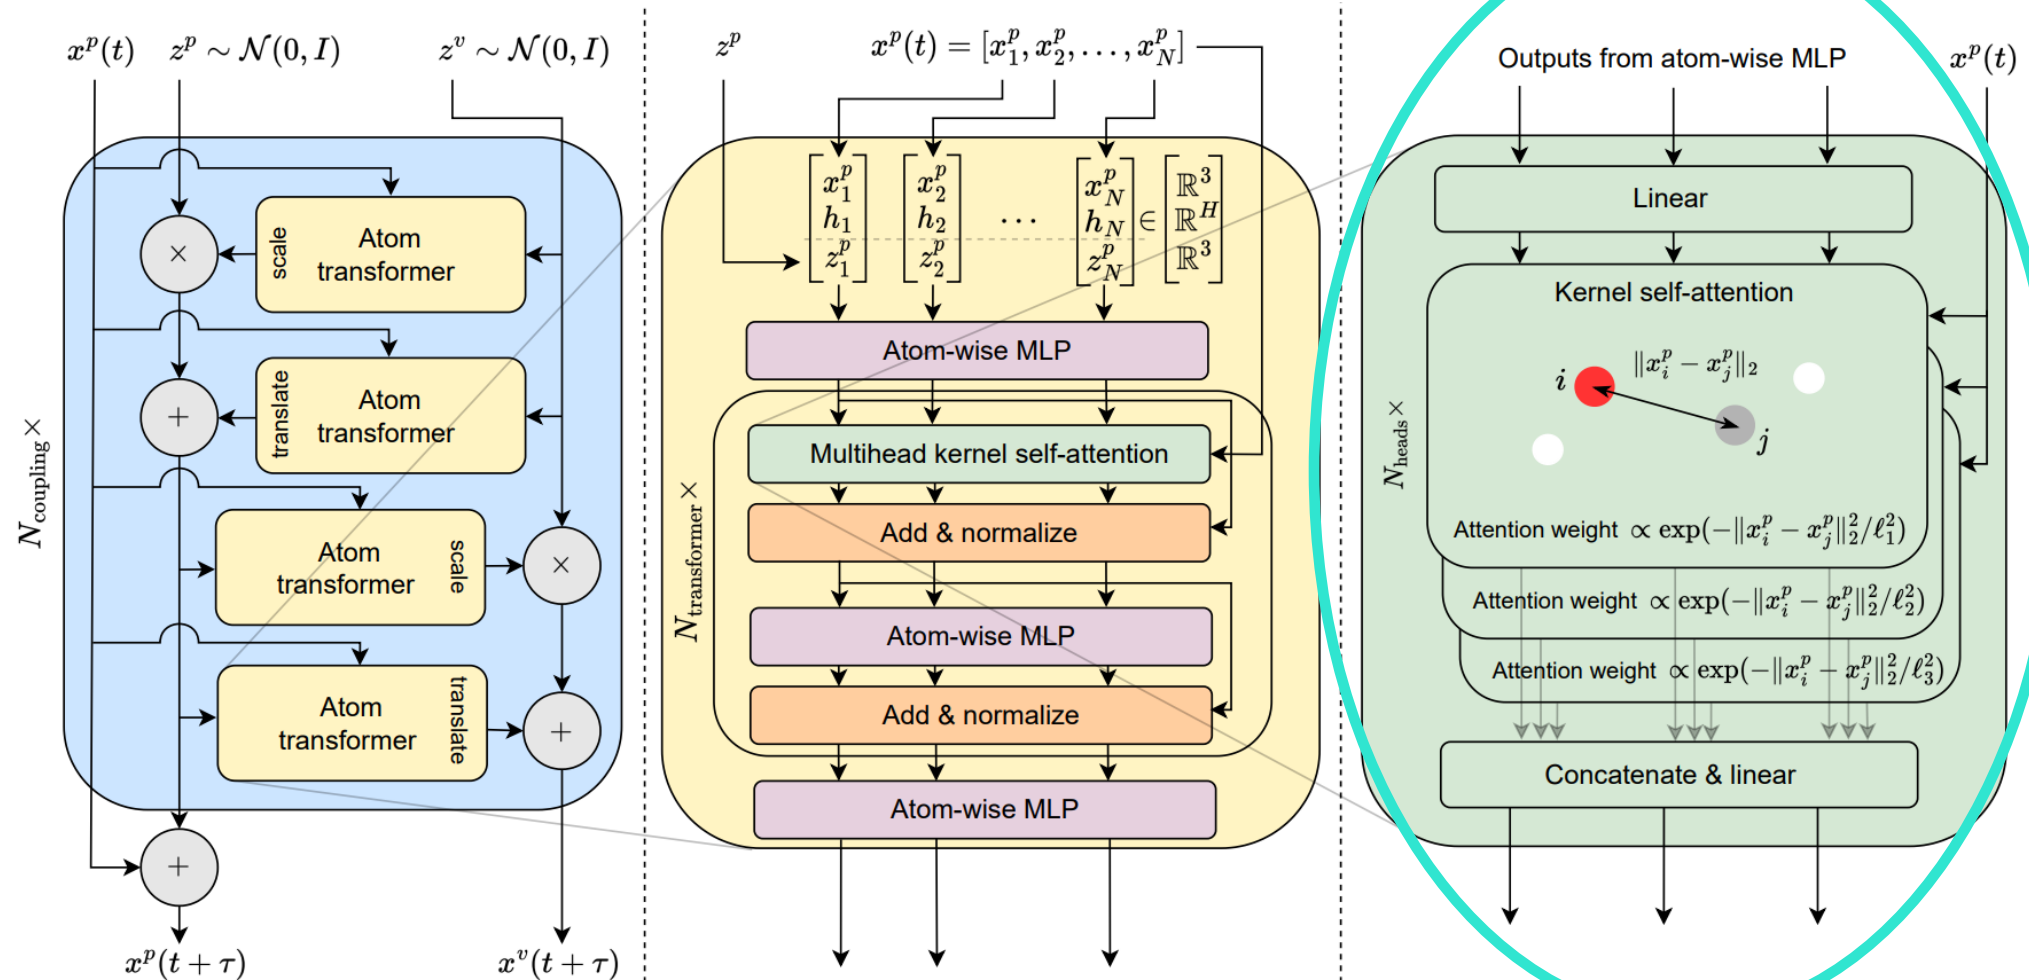 x^p(t)
z^p ∼ 𝒩(0, I)
z^v ∼ 𝒩(0, I)
N_coupling ×
×
scale
Atom
transformer
+
translate
Atom
transformer
Atom
transformer
scale
×
Atom
transformer
translate
+
+
x^p(t + τ)
x^v(t + τ)
z^p
x^p(t) = [x_1^p, x_2^p, …, x_N^p]
x_1^p x_2^p x_N^p ℝ^3
h_1 h_2 … h_N ∈ ℝ^H
z_1^p z_2^p z_N^p ℝ^3
Atom-wise MLP
N_transformer ×
Multihead kernel self-attention
Add & normalize
Atom-wise MLP
Add & normalize
Atom-wise MLP
Outputs from atom-wise MLP
x^p(t)
Linear
N_heads ×
Kernel self-attention
‖x_i^p − x_j^p‖_2
i
j
Attention weight ∝ exp(−‖x_i^p − x_j^p‖_2^2/ℓ_1^2)
Attention weight ∝ exp(−‖x_i^p − x_j^p‖_2^2/ℓ_2^2)
Attention weight ∝ exp(−‖x_i^p − x_j^p‖_2^2/ℓ_3^2)
Concatenate & linear